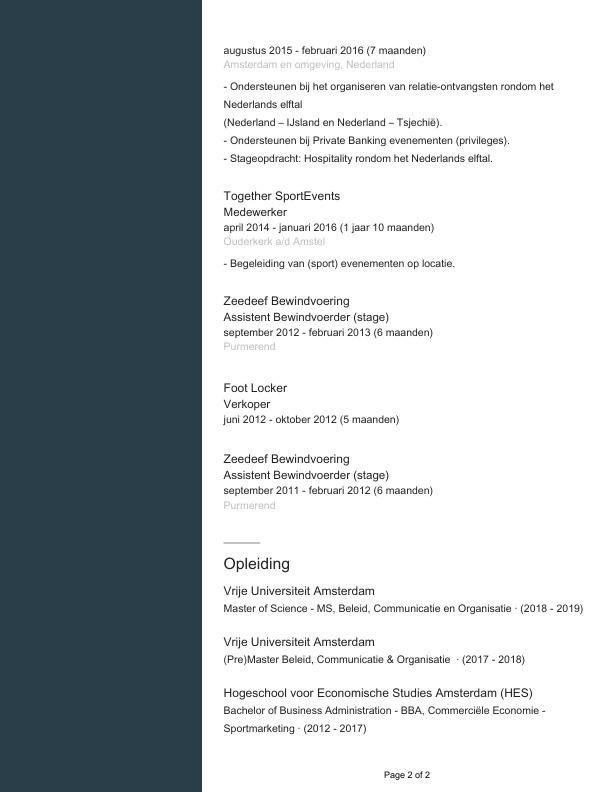 augustus 2015 - februari 2016 (7 maanden)
Amsterdam en omgeving, Nederland
- Ondersteunen bij het organiseren van relatie-ontvangsten rondom het
Nederlands elftal
(Nederland – IJsland en Nederland – Tsjechië).
- Ondersteunen bij Private Banking evenementen (privileges).
- Stageopdracht: Hospitality rondom het Nederlands elftal.
Together SportEvents
Medewerker
april 2014 - januari 2016 (1 jaar 10 maanden)
Ouderkerk a/d Amstel
- Begeleiding van (sport) evenementen op locatie.
Zeedeef Bewindvoering
Assistent Bewindvoerder (stage)
september 2012 - februari 2013 (6 maanden)
Purmerend
Foot Locker
Verkoper
juni 2012 - oktober 2012 (5 maanden)
Zeedeef Bewindvoering
Assistent Bewindvoerder (stage)
september 2011 - februari 2012 (6 maanden)
Purmerend
Opleiding
Vrije Universiteit Amsterdam
Master of Science - MS, Beleid, Communicatie en Organisatie · (2018 - 2019)
Vrije Universiteit Amsterdam
(Pre)Master Beleid, Communicatie & Organisatie · (2017 - 2018)
Hogeschool voor Economische Studies Amsterdam (HES)
Bachelor of Business Administration - BBA, Commerciële Economie -
Sportmarketing · (2012 - 2017)
Page 2 of 2